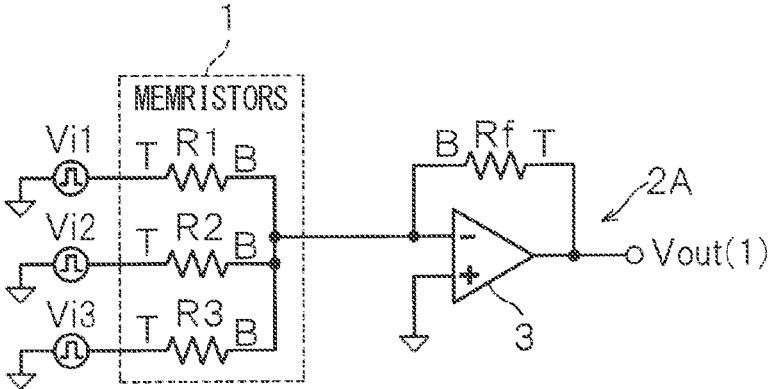 1
MEMRISTORS
Vi1
T R1 B
B Rf T
2A
Vi2
T R2 B
−
Vout(1)
+
Vi3
T R3 B
3